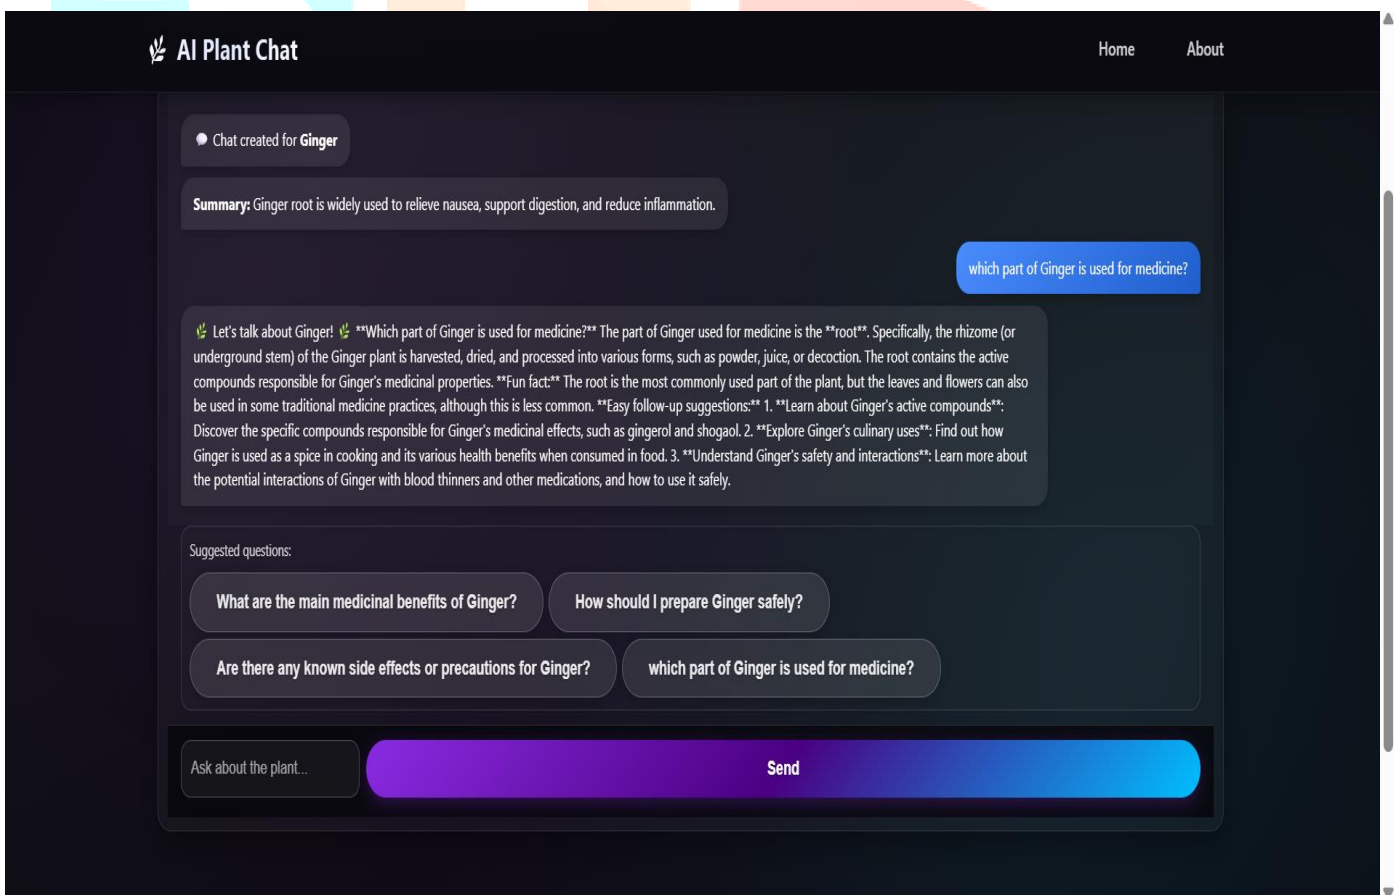 AI Plant Chat
Home
About
Chat created for Ginger
Summary: Ginger root is widely used to relieve nausea, support digestion, and reduce inflammation.
which part of Ginger is used for medicine?
Let's talk about Ginger! **Which part of Ginger is used for medicine?** The part of Ginger used for medicine is the **root**. Specifically, the rhizome (or
underground stem) of the Ginger plant is harvested, dried, and processed into various forms, such as powder, juice, or decoction. The root contains the active
compounds responsible for Ginger's medicinal properties. **Fun fact:** The root is the most commonly used part of the plant, but the leaves and flowers can also
be used in some traditional medicine practices, although this is less common. **Easy follow-up suggestions:** 1. **Learn about Ginger's active compounds**:
Discover the specific compounds responsible for Ginger's medicinal effects, such as gingerol and shogaol. 2. **Explore Ginger's culinary uses**: Find out how
Ginger is used as a spice in cooking and its various health benefits when consumed in food. 3. **Understand Ginger's safety and interactions**: Learn more about
the potential interactions of Ginger with blood thinners and other medications, and how to use it safely.
Suggested questions:
What are the main medicinal benefits of Ginger?
How should I prepare Ginger safely?
Are there any known side effects or precautions for Ginger?
which part of Ginger is used for medicine?
Ask about the plant...
Send